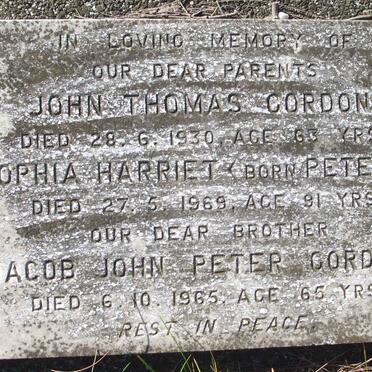 IN LOVING MEMORY OF
OUR DEAR PARENTS
JOHN THOMAS GORDON
DIED 28.6.1930, AGE 63 YRS
OPHIA HARRIET (BORN PETE
DIED 27.5.1969, AGE 91 YRS
OUR DEAR BROTHER
ACOB JOHN PETER GORD
DIED 6.10.1965, AGE 65 YRS
REST IN PEACE.